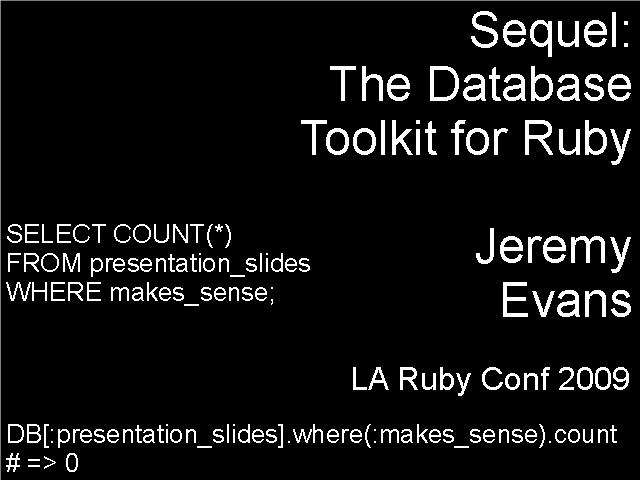 Sequel:
The Database
Toolkit for Ruby
SELECT COUNT(*)
FROM presentation_slides
WHERE makes_sense;
Jeremy
Evans
LA Ruby Conf 2009
DB[:presentation_slides].where(:makes_sense).count
# => 0